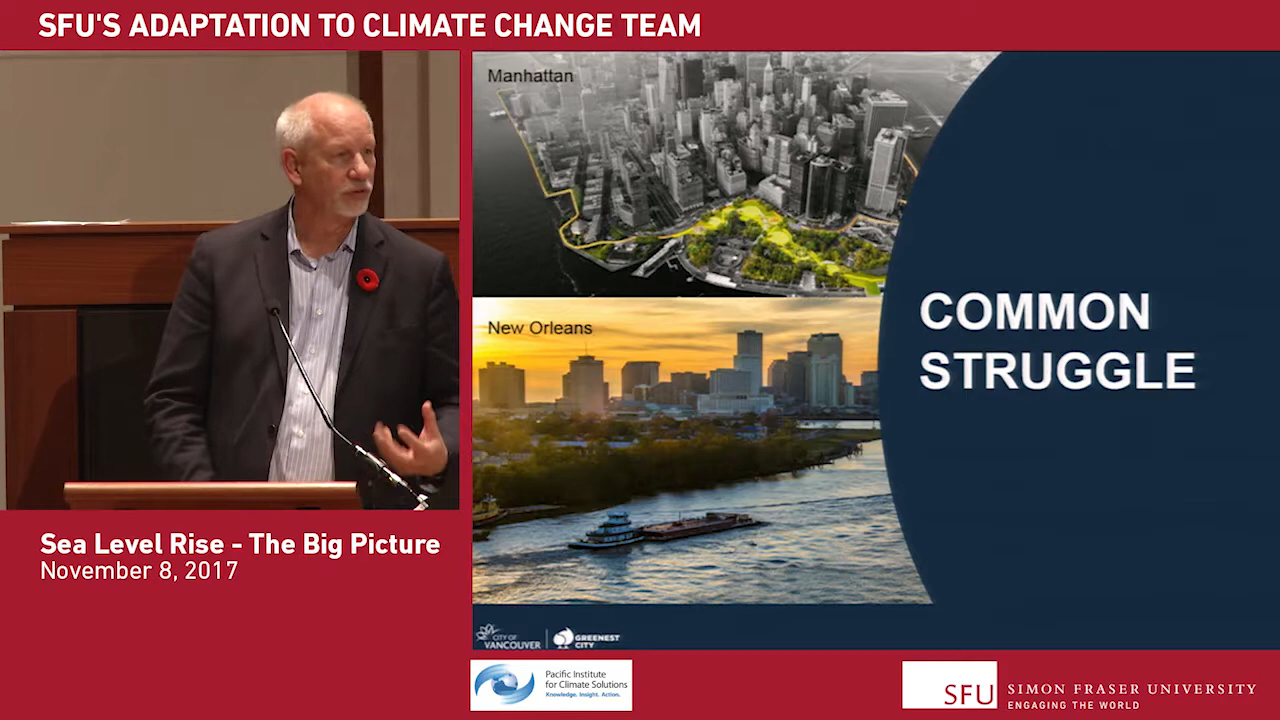 SFU'S ADAPTATION TO CLIMATE CHANGE TEAM
Manhattan
New Orleans
COMMON
STRUGGLE
Sea Level Rise - The Big Picture
November 8, 2017
CITY OF
VANCOUVER
GREENEST
CITY
Pacific Institute
for Climate Solutions
Knowledge. Insight. Action.
SFU
SIMON FRASER UNIVERSITY
ENGAGING THE WORLD